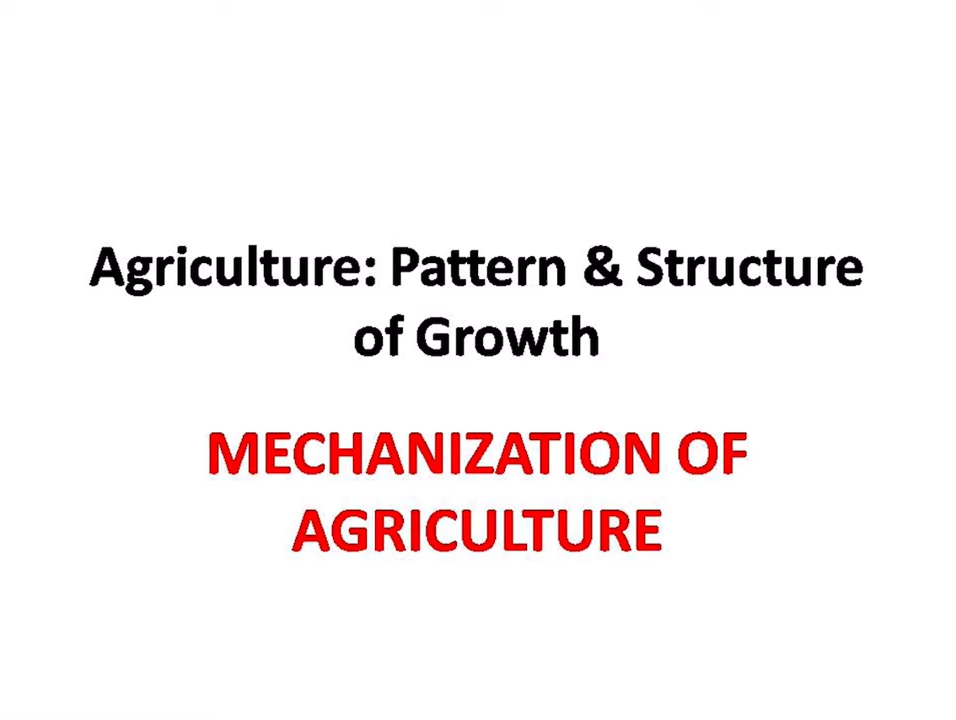 Agriculture: Pattern & Structure
of Growth
MECHANIZATION OF
AGRICULTURE